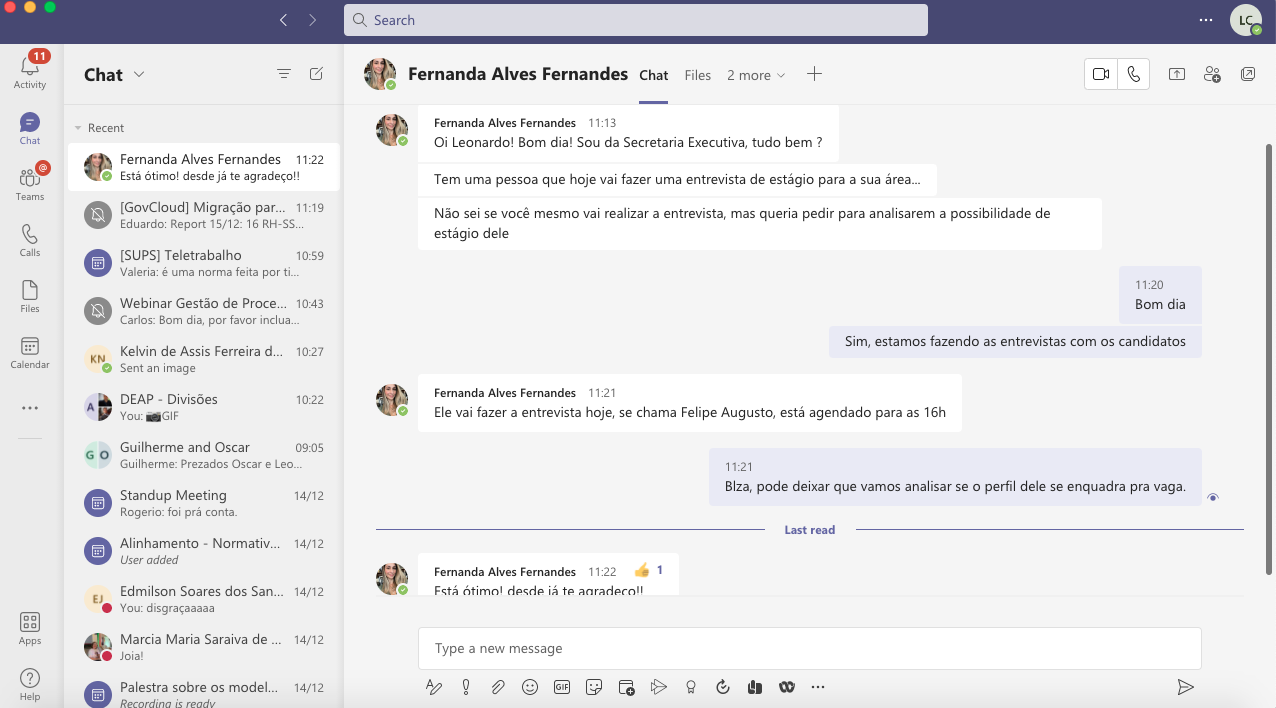 Search
LC
11
Activity
Chat
@
Teams
Calls
Files
Calendar
Apps
Help
Chat
Recent
Fernanda Alves Fernandes 11:22
Está ótimo! desde já te agradeço!!
[GovCloud] Migração par... 11:19
Eduardo: Report 15/12: 16 RH-SS...
[SUPS] Teletrabalho 10:59
Valeria: é uma norma feita por ti...
Webinar Gestão de Proce... 10:43
Carlos: Bom dia, por favor inclua...
KN
Kelvin de Assis Ferreira d... 10:27
Sent an image
A
DEAP - Divisões 10:22
You: 📷GIF
G O
Guilherme and Oscar 09:05
Guilherme: Prezados Oscar e Leo...
Standup Meeting 14/12
Rogerio: foi prá conta.
Alinhamento - Normativ... 14/12
User added
EJ
Edmilson Soares dos San... 14/12
You: disgraçaaaaa
Marcia Maria Saraiva de ... 14/12
Joia!
Palestra sobre os model... 14/12
Recording is ready
Fernanda Alves Fernandes Chat Files 2 more
Fernanda Alves Fernandes 11:13
Oi Leonardo! Bom dia! Sou da Secretaria Executiva, tudo bem ?
Tem uma pessoa que hoje vai fazer uma entrevista de estágio para a sua área...
Não sei se você mesmo vai realizar a entrevista, mas queria pedir para analisarem a possibilidade de
estágio dele
11:20
Bom dia
Sim, estamos fazendo as entrevistas com os candidatos
Fernanda Alves Fernandes 11:21
Ele vai fazer a entrevista hoje, se chama Felipe Augusto, está agendado para as 16h
11:21
Blza, pode deixar que vamos analisar se o perfil dele se enquadra pra vaga.
Last read
Fernanda Alves Fernandes 11:22 👍 1
Está ótimo! desde já te agradeço!!
Type a new message
GIF